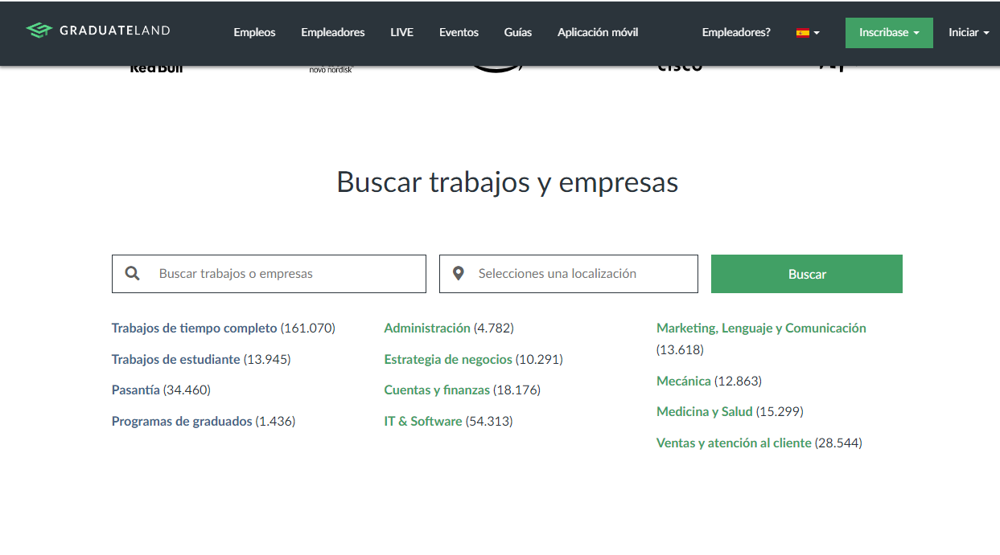 GRADUATELAND
Empleos
Empleadores
LIVE
Eventos
Guías
Aplicación móvil
Empleadores?
Inscribase
Iniciar
Red Bull
novo nordisk
cisco
Buscar trabajos y empresas
Buscar trabajos o empresas
Selecciones una localización
Buscar
Trabajos de tiempo completo (161.070)
Trabajos de estudiante (13.945)
Pasantía (34.460)
Programas de graduados (1.436)
Administración (4.782)
Estrategia de negocios (10.291)
Cuentas y finanzas (18.176)
IT & Software (54.313)
Marketing, Lenguaje y Comunicación
(13.618)
Mecánica (12.863)
Medicina y Salud (15.299)
Ventas y atención al cliente (28.544)